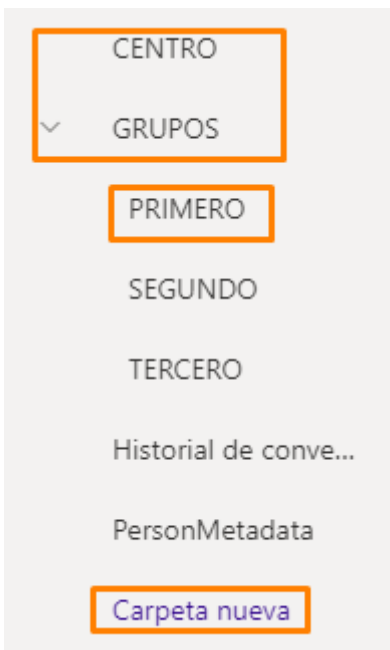 CENTRO
GRUPOS
PRIMERO
SEGUNDO
TERCERO
Historial de conve...
PersonMetadata
Carpeta nueva